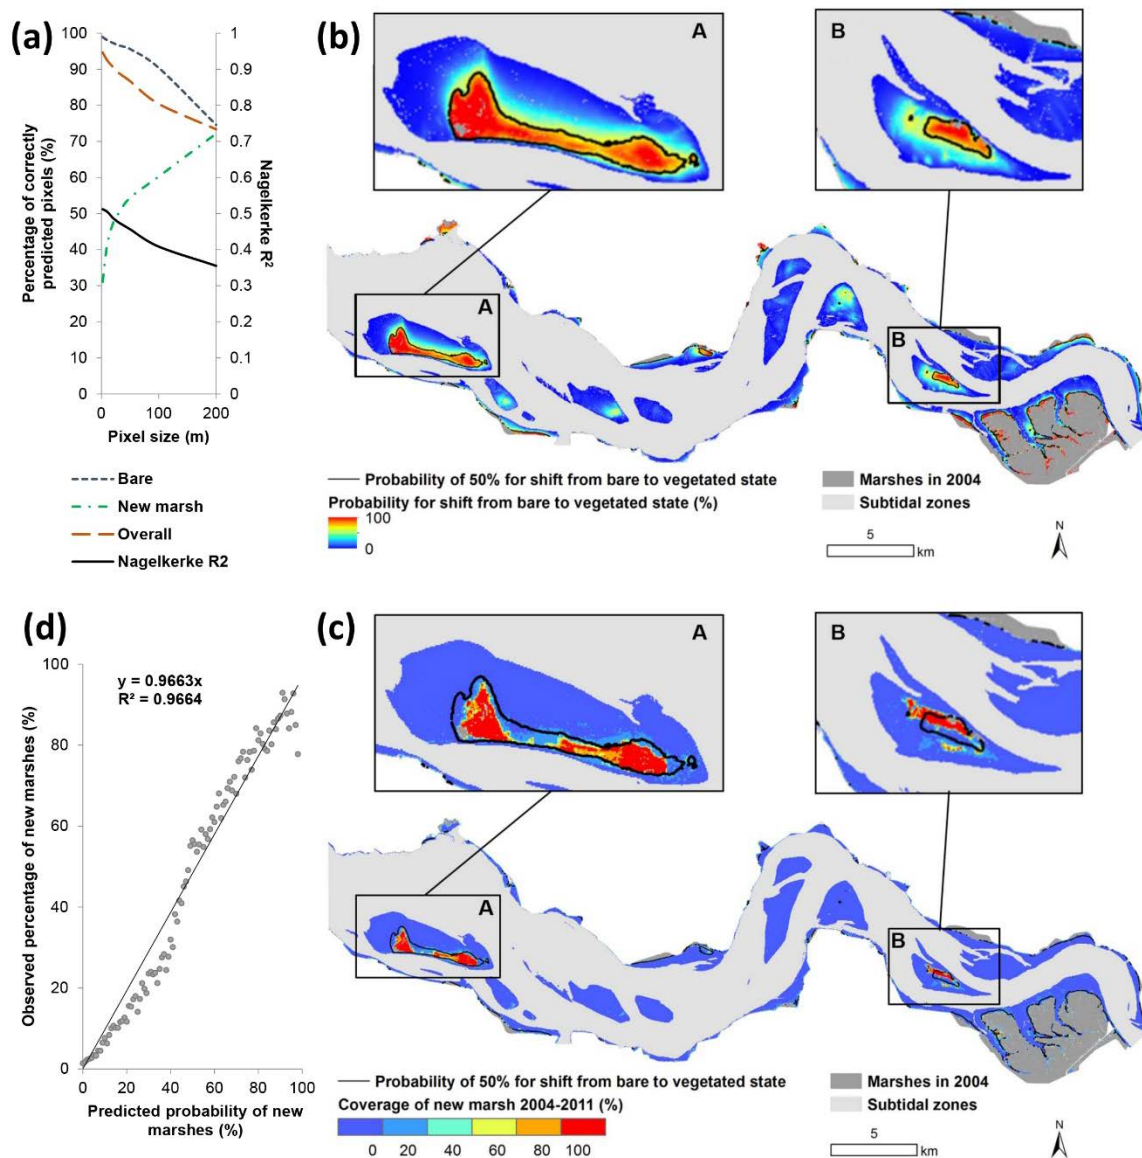 (a)
100
90
80
70
60
50
40
30
20
10
0
Percentage of correctly
predicted pixels (%)
1
0.9
0.8
0.7
0.6
0.5
0.4
0.3
0.2
0.1
0
Nagelkerke R²
0 100 200
Pixel size (m)
Bare
New marsh
Overall
Nagelkerke R2
(b)
A
B
A
B
Probability of 50% for shift from bare to vegetated state
Probability for shift from bare to vegetated state (%)
100
0
Marshes in 2004
Subtidal zones
5
km
N
(d)
y = 0.9663x
R² = 0.9664
100
80
60
40
20
0
Observed percentage of new marshes (%)
0 20 40 60 80 100
Predicted probability of new
marshes (%)
(c)
A
B
A
B
Probability of 50% for shift from bare to vegetated state
Coverage of new marsh 2004-2011 (%)
0 20 40 60 80 100
Marshes in 2004
Subtidal zones
5
km
N